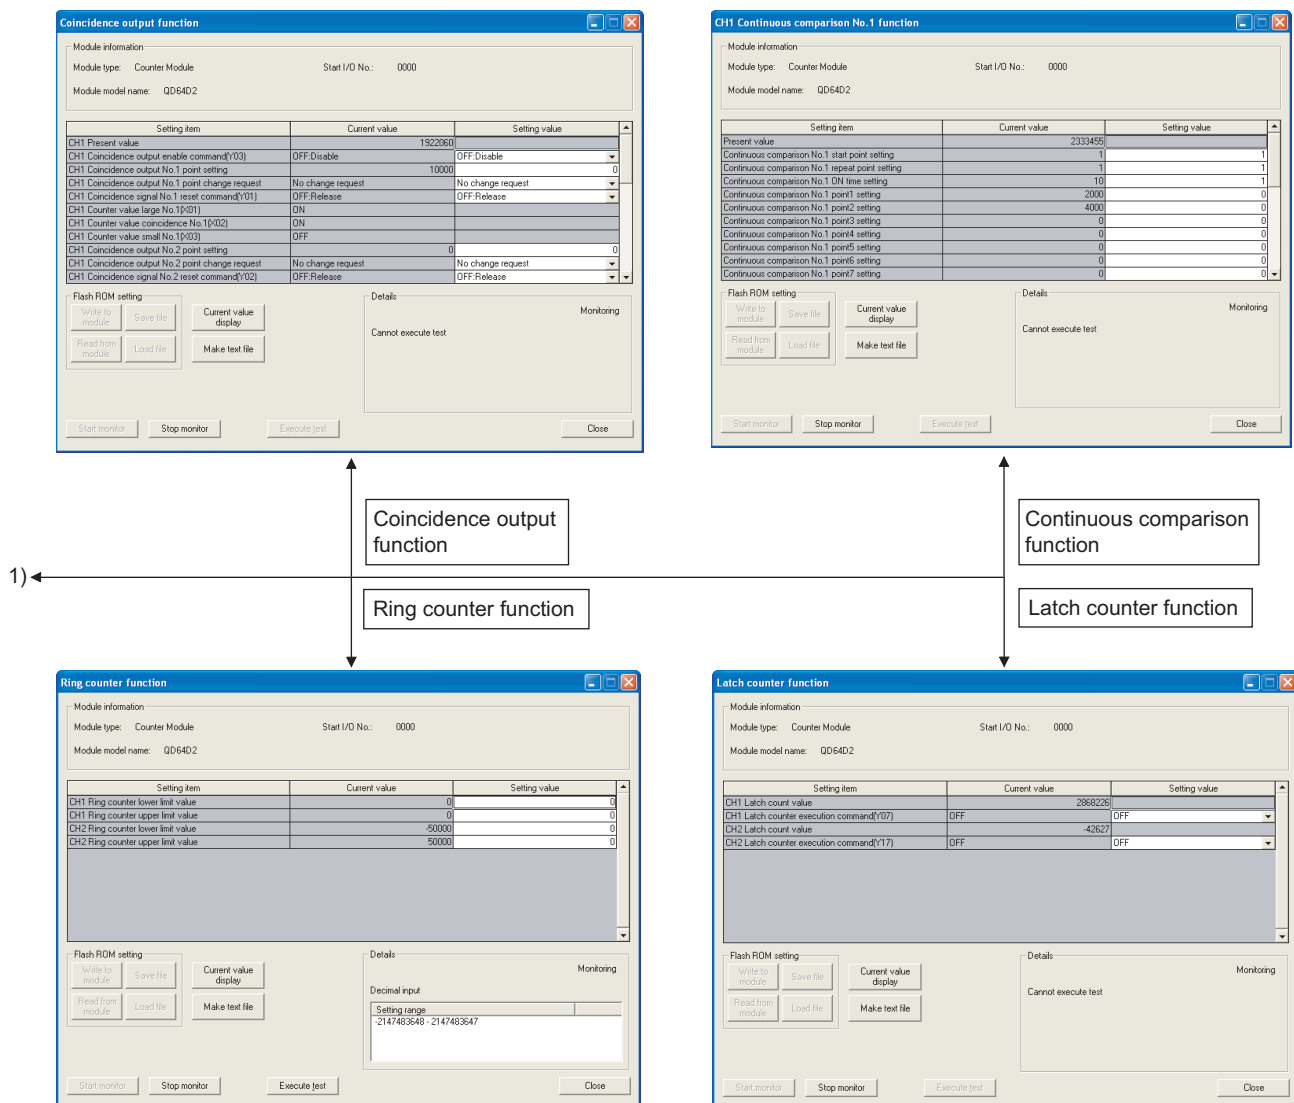 Coincidence output function
Module information
Module type: Counter Module Start I/O No.: 0000
Module model name: QD64D2
Setting item Current value Setting value
CH1 Present value 1922060
CH1 Coincidence output enable command(Y03) OFF:Disable OFF:Disable
CH1 Coincidence output No.1 point setting 10000 0
CH1 Coincidence output No.1 point change request No change request No change request
CH1 Coincidence signal No.1 reset command(Y01) OFF:Release OFF:Release
CH1 Counter value large No.1(X01) ON
CH1 Counter value coincidence No.1(X02) ON
CH1 Counter value small No.1(X03) OFF
CH1 Coincidence output No.2 point setting 0 0
CH1 Coincidence output No.2 point change request No change request No change request
CH1 Coincidence signal No.2 reset command(Y02) OFF:Release OFF:Release
Flash ROM setting
Write to module Save file Current value display
Read from module Load file Make text file
Details
Monitoring
Cannot execute test
Start monitor Stop monitor Execute test Close
CH1 Continuous comparison No.1 function
Module information
Module type: Counter Module Start I/O No.: 0000
Module model name: QD64D2
Setting item Current value Setting value
Present value 2333455
Continuous comparison No.1 start point setting 1 1
Continuous comparison No.1 repeat point setting 1 1
Continuous comparison No.1 ON time setting 10 1
Continuous comparison No.1 point1 setting 2000 0
Continuous comparison No.1 point2 setting 4000 0
Continuous comparison No.1 point3 setting 0 0
Continuous comparison No.1 point4 setting 0 0
Continuous comparison No.1 point5 setting 0 0
Continuous comparison No.1 point6 setting 0 0
Continuous comparison No.1 point7 setting 0 0
Flash ROM setting
Write to module Save file Current value display
Read from module Load file Make text file
Details
Monitoring
Cannot execute test
Start monitor Stop monitor Execute test Close
Coincidence output
function
Continuous comparison
function
1)
Ring counter function
Latch counter function
Ring counter function
Module information
Module type: Counter Module Start I/O No.: 0000
Module model name: QD64D2
Setting item Current value Setting value
CH1 Ring counter lower limit value 0 0
CH1 Ring counter upper limit value 0 0
CH2 Ring counter lower limit value -50000 0
CH2 Ring counter upper limit value 50000 0
Flash ROM setting
Write to module Save file Current value display
Read from module Load file Make text file
Details
Monitoring
Decimal input
Setting range
-2147483648 - 2147483647
Start monitor Stop monitor Execute test Close
Latch counter function
Module information
Module type: Counter Module Start I/O No.: 0000
Module model name: QD64D2
Setting item Current value Setting value
CH1 Latch count value 2868226
CH1 Latch counter execution command(Y07) OFF OFF
CH2 Latch count value -42627
CH2 Latch counter execution command(Y17) OFF OFF
Flash ROM setting
Write to module Save file Current value display
Read from module Load file Make text file
Details
Monitoring
Cannot execute test
Start monitor Stop monitor Execute test Close